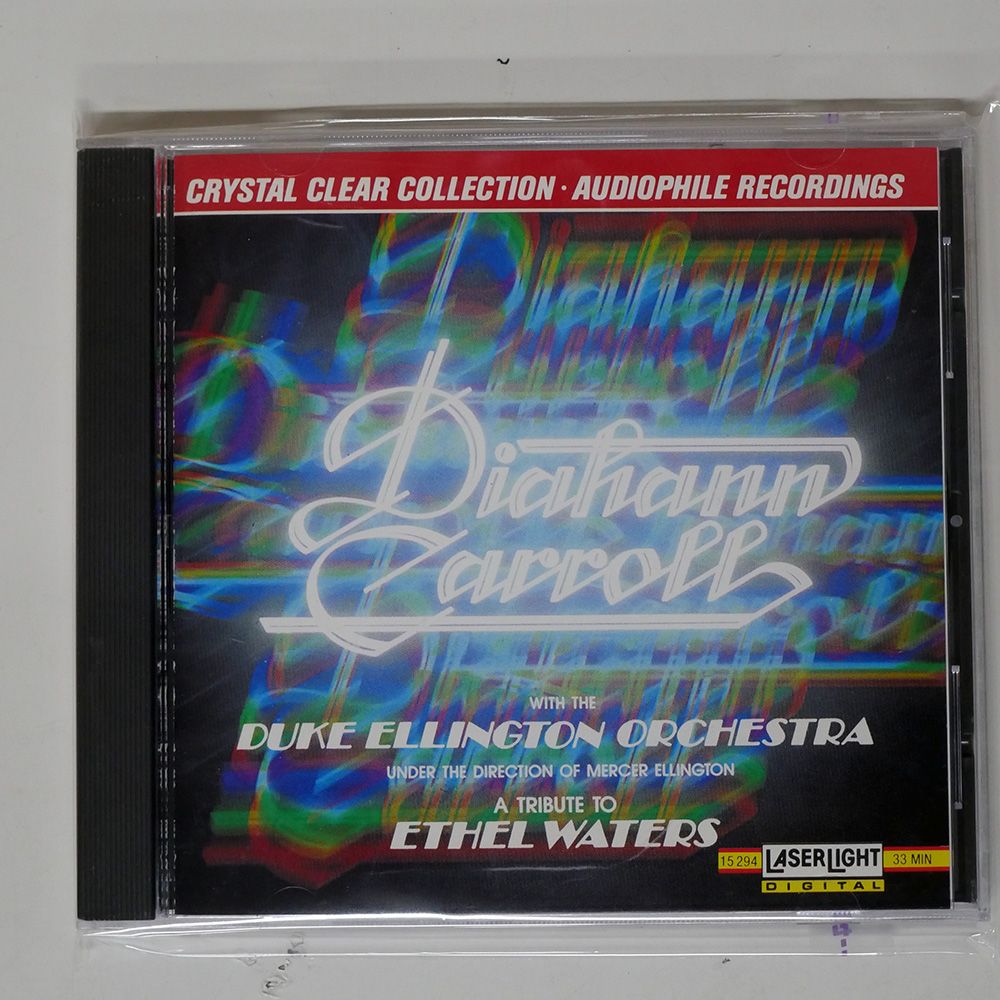 CRYSTAL CLEAR COLLECTION · AUDIOPHILE RECORDINGS
Diahann
Carroll
WITH THE
DUKE ELLINGTON ORCHESTRA
UNDER THE DIRECTION OF MERCER ELLINGTON
A TRIBUTE TO
ETHEL WATERS
15 294 LASERLIGHT 33 MIN
DIGITAL